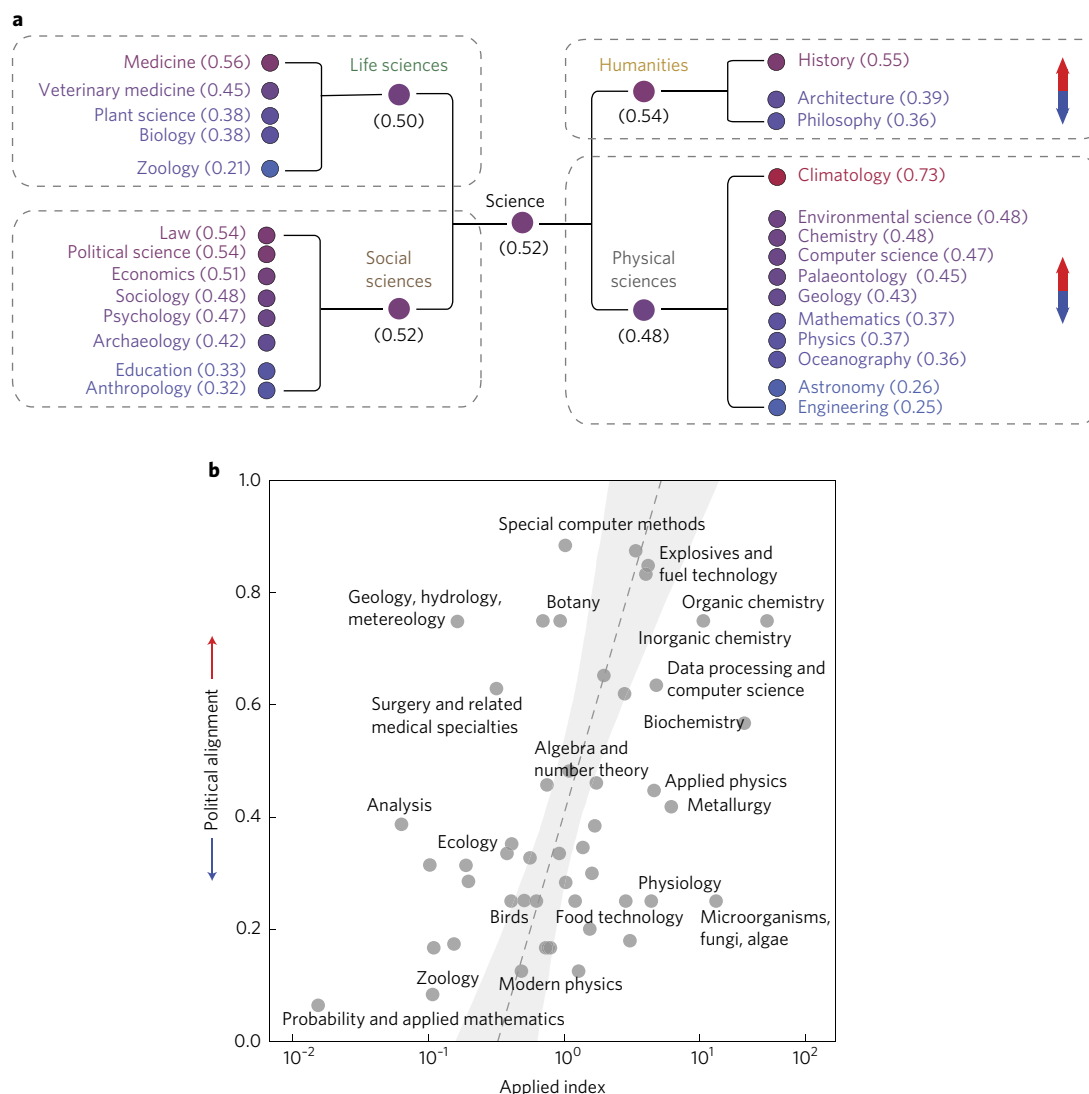 a
Medicine (0.56)
Veterinary medicine (0.45)
Plant science (0.38)
Biology (0.38)
Zoology (0.21)
Life sciences
(0.50)
Law (0.54)
Political science (0.54)
Economics (0.51)
Sociology (0.48)
Psychology (0.47)
Archaeology (0.42)
Education (0.33)
Anthropology (0.32)
Social
sciences
(0.52)
Science
(0.52)
Humanities
(0.54)
History (0.55)
Architecture (0.39)
Philosophy (0.36)
Physical
sciences
(0.48)
Climatology (0.73)
Environmental science (0.48)
Chemistry (0.48)
Computer science (0.47)
Palaeontology (0.45)
Geology (0.43)
Mathematics (0.37)
Physics (0.37)
Oceanography (0.36)
Astronomy (0.26)
Engineering (0.25)
b
1.0
0.8
0.6
0.4
0.2
0.0
Political alignment
Special computer methods
Explosives and
fuel technology
Geology, hydrology,
metereology
Botany
Organic chemistry
Inorganic chemistry
Data processing and
computer science
Surgery and related
medical specialties
Biochemistry
Algebra and
number theory
Applied physics
Metallurgy
Analysis
Ecology
Physiology
Birds
Food technology
Microorganisms,
fungi, algae
Zoology
Modern physics
Probability and applied mathematics
10⁻²
10⁻¹
10⁰
10¹
10²
Applied index